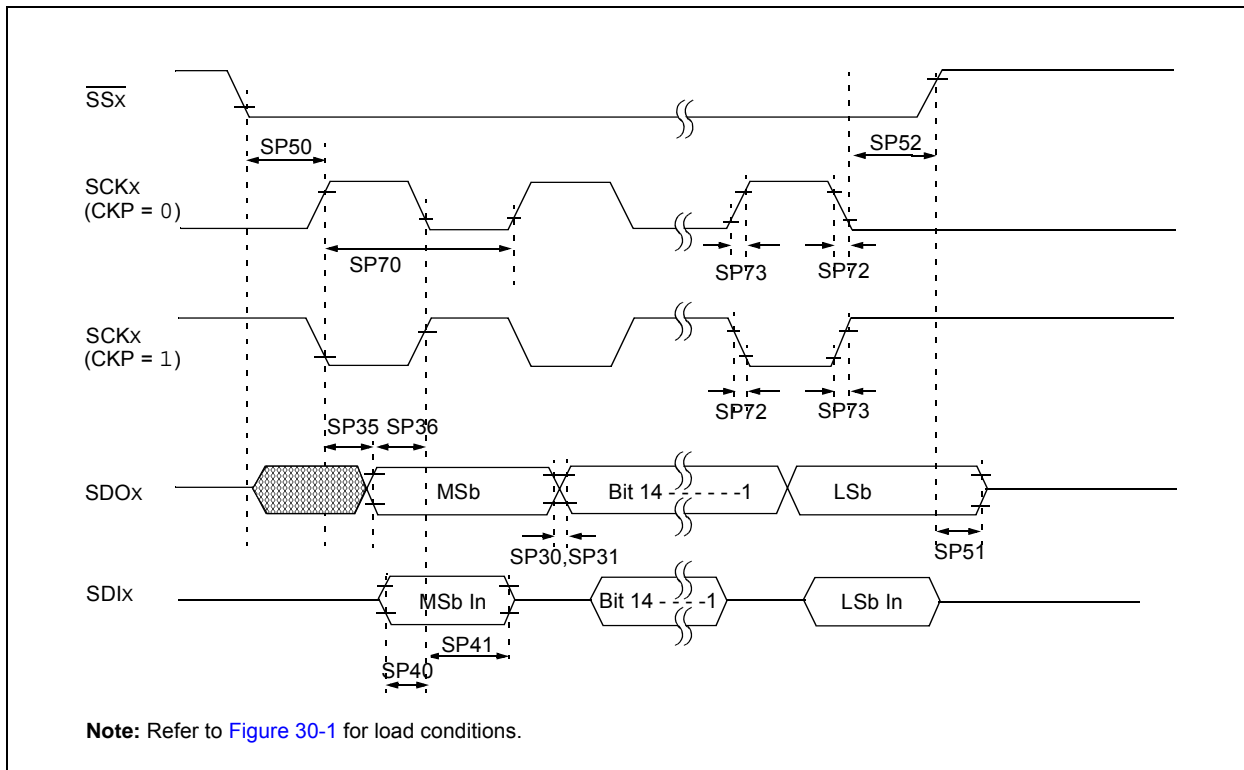 SSx
SP50
SP52
SCKx
(CKP = 0)
SP70
SP73
SP72
SCKx
(CKP = 1)
SP72
SP73
SP35
SP36
SDOx
MSb
Bit 14 - - - - - -1
LSb
SP30,SP31
SP51
SDIx
MSb In
Bit 14 - - - -1
LSb In
SP41
SP40
Note: Refer to Figure 30-1 for load conditions.